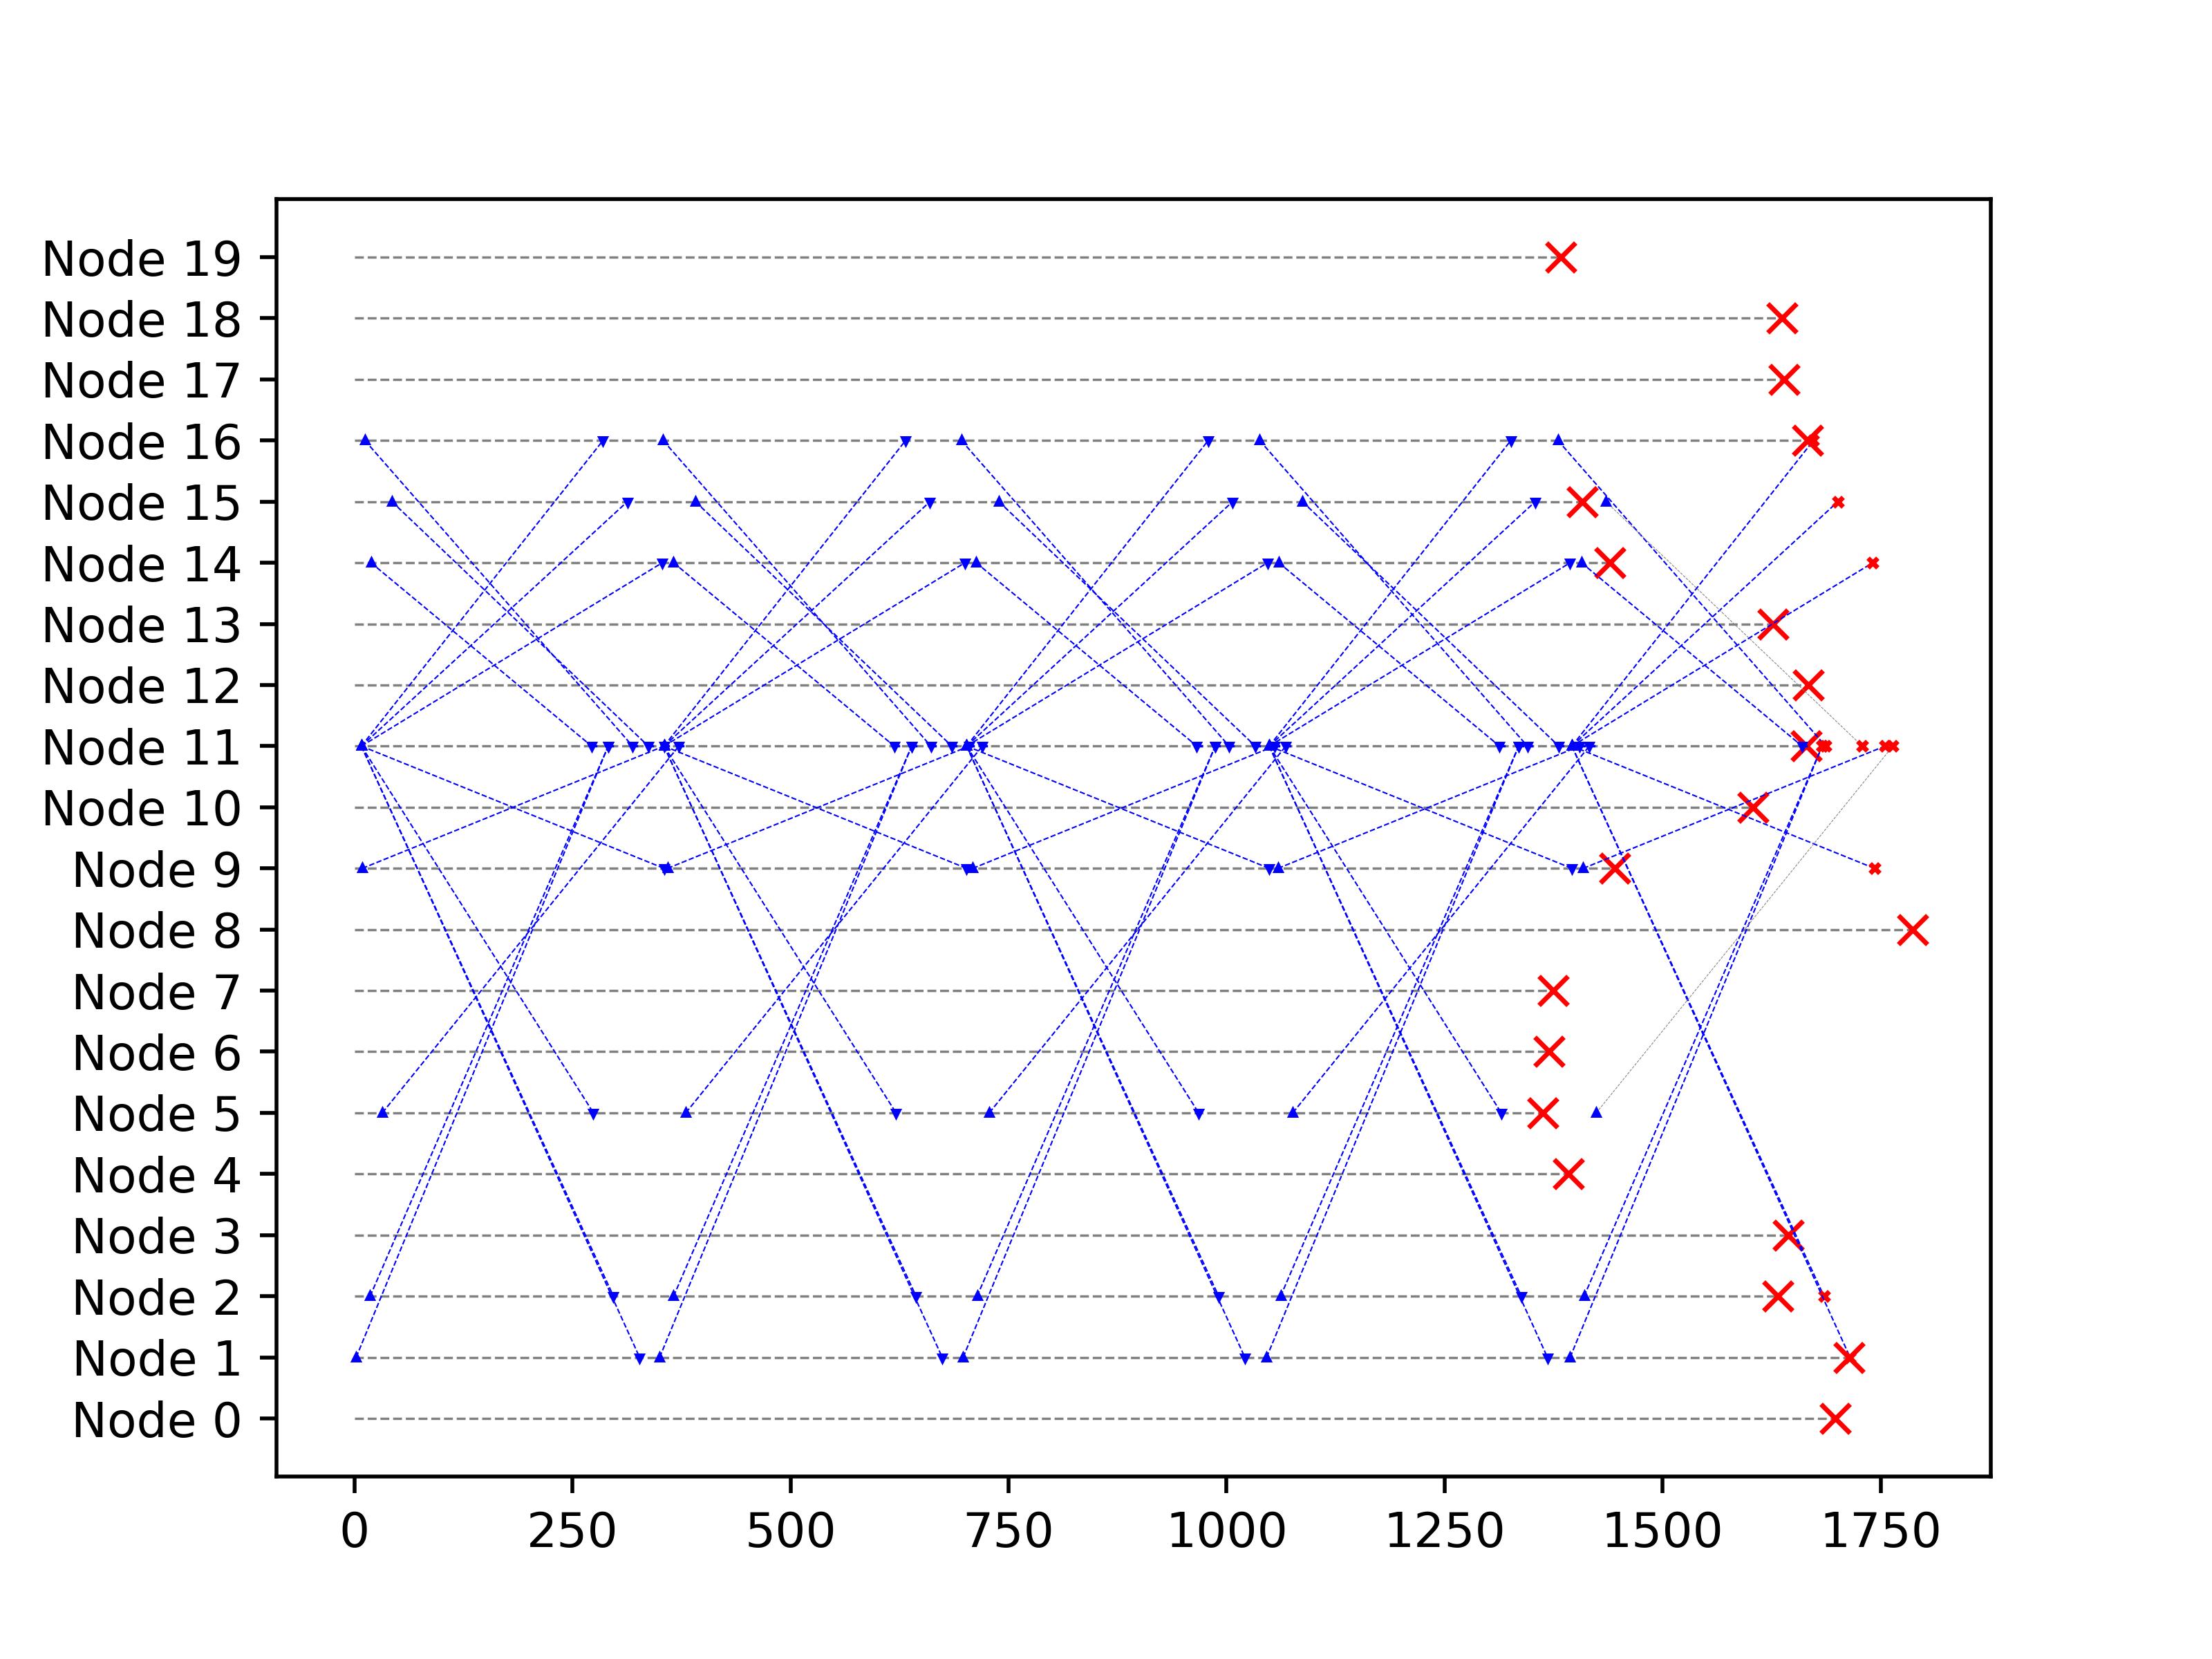 Node 19
Node 18
Node 17
Node 16
Node 15
Node 14
Node 13
Node 12
Node 11
Node 10
Node 9
Node 8
Node 7
Node 6
Node 5
Node 4
Node 3
Node 2
Node 1
Node 0
0 250 500 750 1000 1250 1500 1750